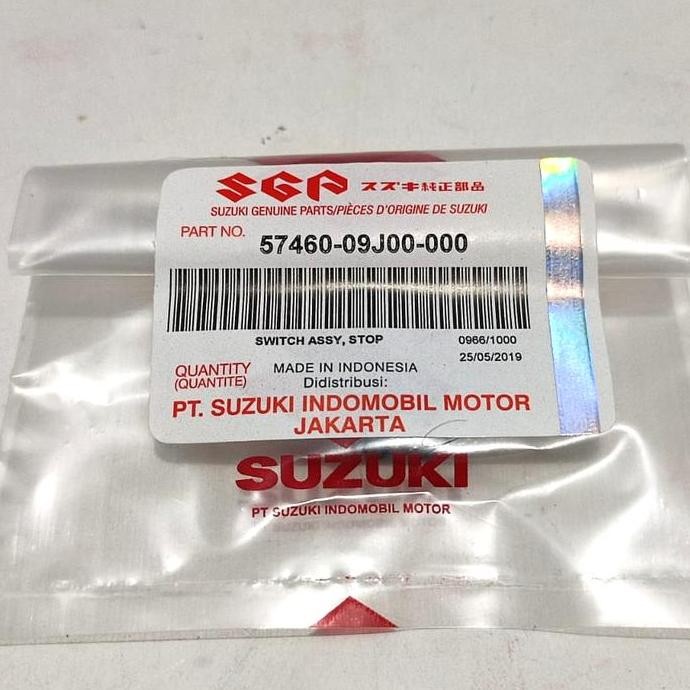 SGP スズキ純正部品
SUZUKI GENUINE PARTS/PIÈCES D'ORIGINE DE SUZUKI
PART NO. 57460-09J00-000
SWITCH ASSY, STOP 0966/1000
25/05/2019
QUANTITY
(QUANTITE)
MADE IN INDONESIA
Didistribusi:
PT. SUZUKI INDOMOBIL MOTOR
JAKARTA
SUZUKI
PT SUZUKI INDOMOBIL MOTOR